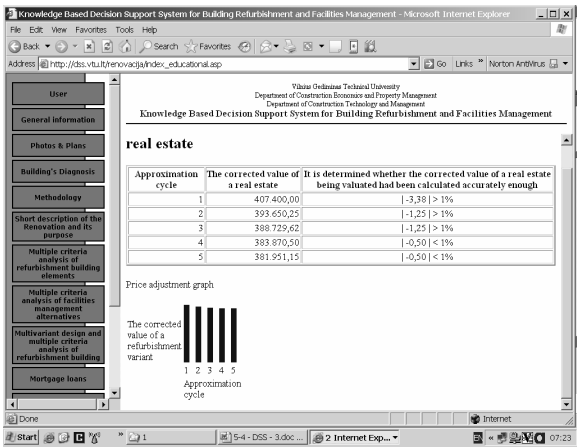 Knowledge Based Decision Support System for Building Refurbishment and Facilities Management - Microsoft Internet Explorer
File Edit View Favorites Tools Help
Back Search Favorites
Address http://dss.vtu.lt/renovacija/index_educational.asp Go Links » Norton AntiVirus
User
General information
Photos & Plans
Building's Diagnosis
Methodology
Short description of the
Renovation and its
purpose
Multiple criteria
analysis of
refurbishment building
elements
Multiple criteria
analysis of facilities
management
alternatives
Multivariant design and
multiple criteria
analysis of
refurbishment building
Mortgage loans
Vilnius Gediminas Technical University
Department of Construction Economics and Property Management
Department of Construction Technology and Management
Knowledge Based Decision Support System for Building Refurbishment and Facilities Management
real estate
Approximation cycle The corrected value of a real estate It is determined whether the corrected value of a real estate being valuated had been calculated accurately enough
1 407.400,00 | -3,38 | > 1%
2 393.650,25 | -1,25 | > 1%
3 388.729,62 | -1,25 | > 1%
4 383.870,50 | -0,50 | < 1%
5 381.951,15 | -0,50 | < 1%
Price adjustment graph
The corrected
value of a
refurbishment
variant
1 2 3 4 5
Approximation
cycle
Done Internet
Start » 1 5-4 - DSS - 3.doc ... 2 Internet Exp... « 07:23